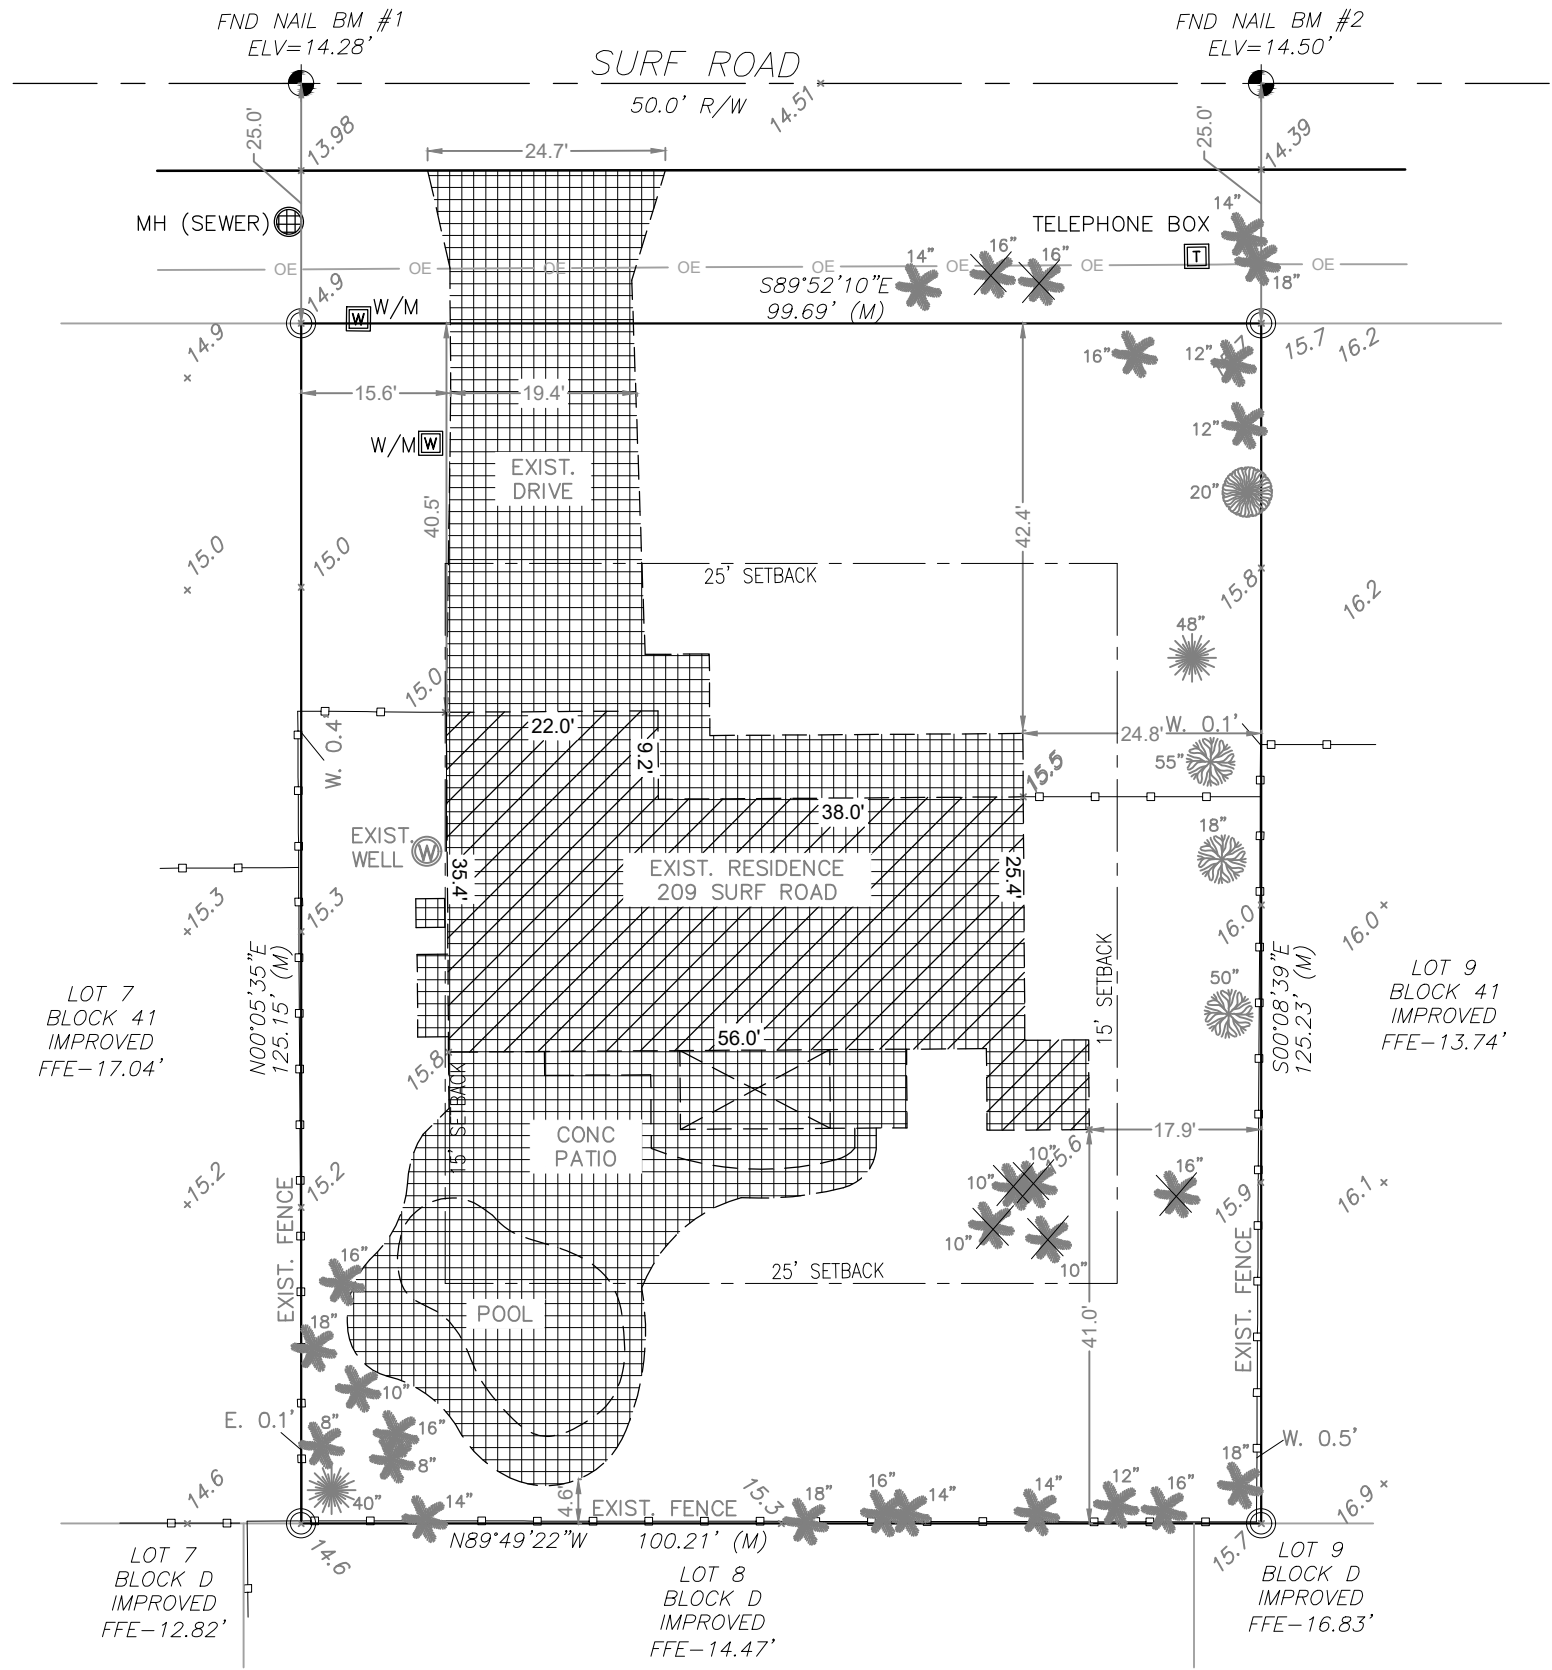 FND NAIL BM #1
ELV=14.28'
FND NAIL BM #2
ELV=14.50'
SURF ROAD
50.0' R/W
14.51
25.0'
13.98
24.7'
25.0'
14.39
MH (SEWER)
TELEPHONE BOX
T
14"
18"
OE OE OE OE OE OE OE OE
14"
16"
16"
S89°52'10"E
99.69' (M)
14.9
W W/M
14.9
16"
12"
15.7
16.2
15.6'
19.4'
W/M W
12"
EXIST.
DRIVE
20"
40.5'
42.4'
15.0
15.0
25' SETBACK
15.8
16.2
48"
15.0
W. 0.4'
22.0'
9.2'
24.8'
W. 0.1'
55"
15.5
38.0'
EXIST.
WELL
W
35.4'
EXIST. RESIDENCE
209 SURF ROAD
25.4'
18"
15.3
15.3
16.0
16.0
N00°05'35"E
125.15' (M)
15' SETBACK
S00°08'39"E
125.23' (M)
50"
LOT 7
BLOCK 41
IMPROVED
FFE-17.04'
LOT 9
BLOCK 41
IMPROVED
FFE-13.74'
56.0'
15.8
15' SETBACK
CONC
PATIO
17.9'
15.6
10"
10"
16"
15.2
15.2
15.9
16.1
10"
10"
EXIST. FENCE
16"
25' SETBACK
POOL
41.0'
EXIST. FENCE
18"
10"
E. 0.1'
8"
16"
8"
W. 0.5'
18"
14.6
40"
14"
4.6'
EXIST. FENCE
15.3
18"
16"
14"
14"
12"
16"
16.9
N89°49'22"W 100.21' (M)
14.6
15.7
LOT 7
BLOCK D
IMPROVED
FFE-12.82'
LOT 8
BLOCK D
IMPROVED
FFE-14.47'
LOT 9
BLOCK D
IMPROVED
FFE-16.83'